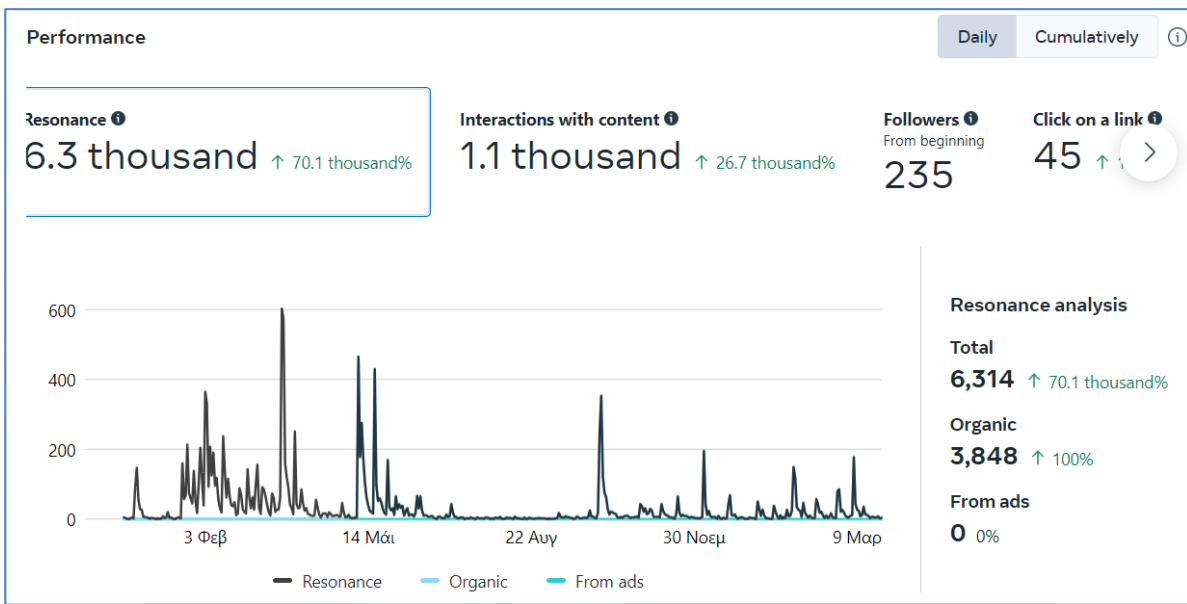 Performance
Daily
Cumulatively
Resonance
6.3 thousand ↑ 70.1 thousand%
Interactions with content
1.1 thousand ↑ 26.7 thousand%
Followers
From beginning
235
Click on a link
45 ↑
600
400
200
0
3 Φεβ
14 Μάι
22 Αυγ
30 Νοεμ
9 Μαρ
Resonance
Organic
From ads
Resonance analysis
Total
6,314 ↑ 70.1 thousand%
Organic
3,848 ↑ 100%
From ads
0 0%